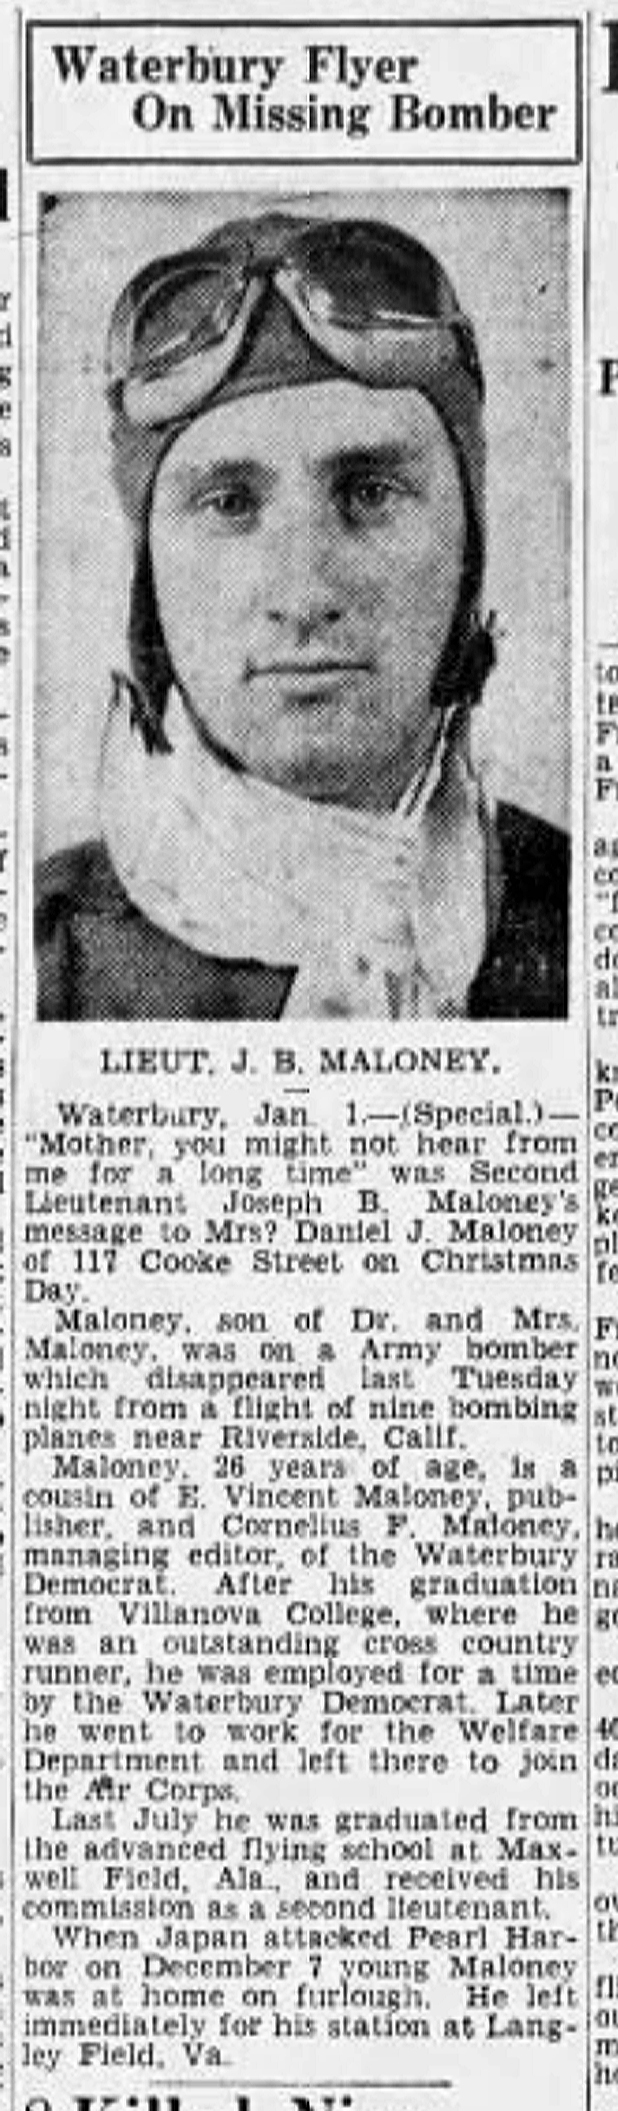 Waterbury Flyer
On Missing Bomber
LIEUT. J. B. MALONEY.
Waterbury, Jan. 1.—(Special.)—
"Mother, you might not hear from
me for a long time" was Second
Lieutenant Joseph B. Maloney's
message to Mrs? Daniel J. Maloney
of 117 Cooke Street on Christmas
Day.
Maloney, son of Dr. and Mrs.
Maloney, was on a Army bomber
which disappeared last Tuesday
night from a flight of nine bombing
planes near Riverside, Calif.
Maloney, 26 years of age, is a
cousin of E. Vincent Maloney, pub-
lisher, and Cornelius F. Maloney,
managing editor, of the Waterbury
Democrat. After his graduation
from Villanova College, where he
was an outstanding cross country
runner, he was employed for a time
by the Waterbury Democrat. Later
he went to work for the Welfare
Department and left there to join
the Air Corps.
Last July he was graduated from
the advanced flying school at Max-
well Field, Ala., and received his
commission as a second lieutenant.
When Japan attacked Pearl Har-
bor on December 7 young Maloney
was at home on furlough. He left
immediately for his station at Lang-
ley Field, Va.